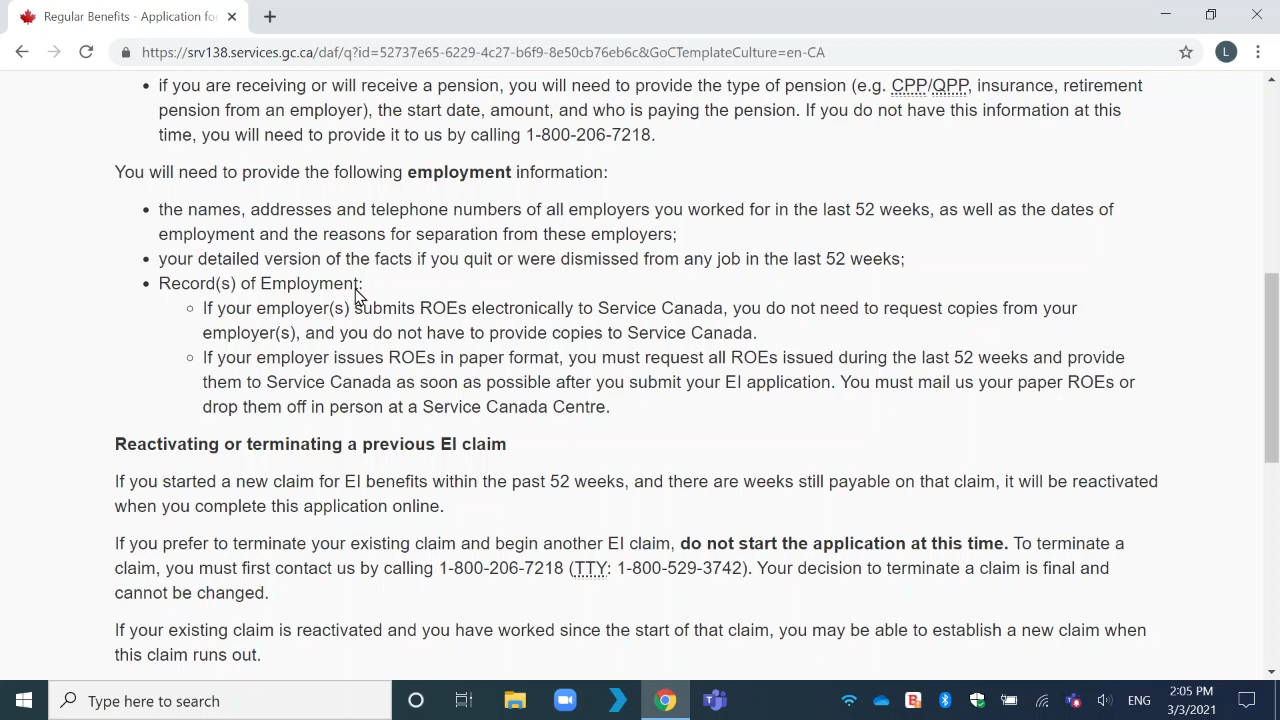 Regular Benefits - Application for
https://srv138.services.gc.ca/daf/q?id=52737e65-6229-4c27-b6f9-8e50cb76eb6c&GoCTemplateCulture=en-CA
L
• if you are receiving or will receive a pension, you will need to provide the type of pension (e.g. CPP/QPP, insurance, retirement
pension from an employer), the start date, amount, and who is paying the pension. If you do not have this information at this
time, you will need to provide it to us by calling 1-800-206-7218.
You will need to provide the following employment information:
• the names, addresses and telephone numbers of all employers you worked for in the last 52 weeks, as well as the dates of
employment and the reasons for separation from these employers;
• your detailed version of the facts if you quit or were dismissed from any job in the last 52 weeks;
• Record(s) of Employment:
◦ If your employer(s) submits ROEs electronically to Service Canada, you do not need to request copies from your
employer(s), and you do not have to provide copies to Service Canada.
◦ If your employer issues ROEs in paper format, you must request all ROEs issued during the last 52 weeks and provide
them to Service Canada as soon as possible after you submit your EI application. You must mail us your paper ROEs or
drop them off in person at a Service Canada Centre.
Reactivating or terminating a previous EI claim
If you started a new claim for EI benefits within the past 52 weeks, and there are weeks still payable on that claim, it will be reactivated
when you complete this application online.
If you prefer to terminate your existing claim and begin another EI claim, do not start the application at this time. To terminate a
claim, you must first contact us by calling 1-800-206-7218 (TTY: 1-800-529-3742). Your decision to terminate a claim is final and
cannot be changed.
If your existing claim is reactivated and you have worked since the start of that claim, you may be able to establish a new claim when
this claim runs out.
Type here to search
ENG
2:05 PM
3/3/2021